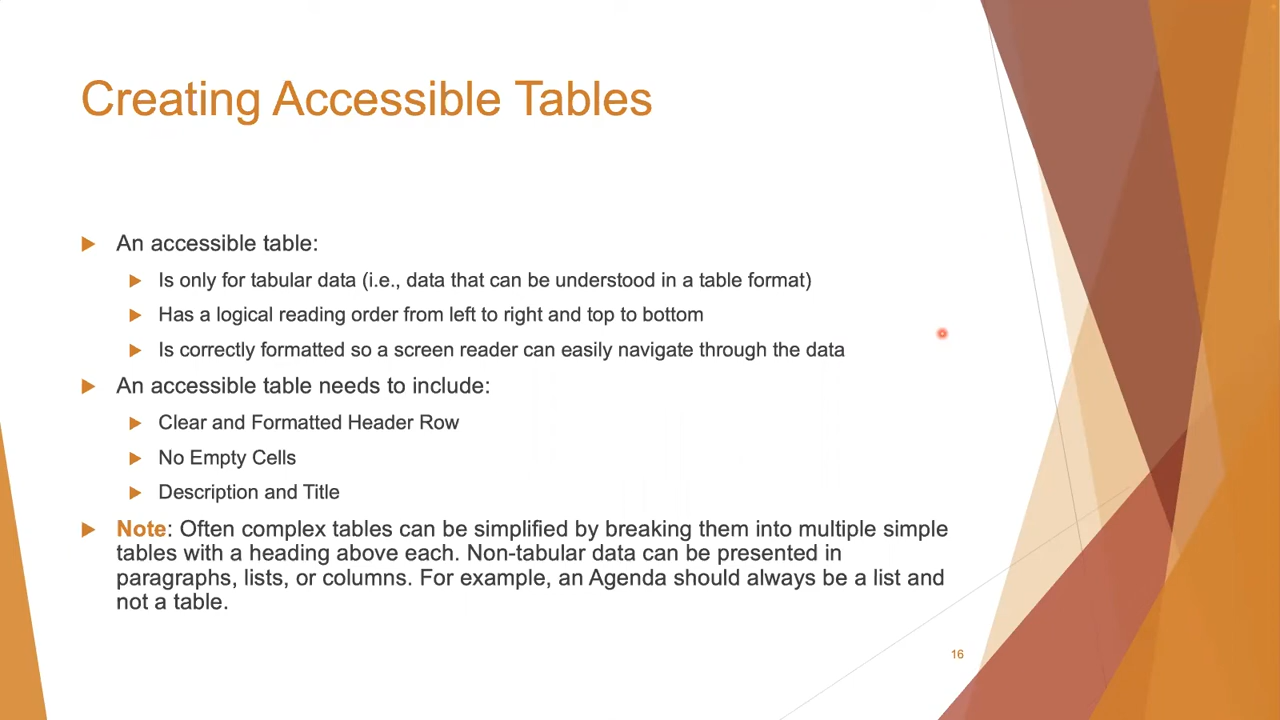 Creating Accessible Tables
An accessible table:
Is only for tabular data (i.e., data that can be understood in a table format)
Has a logical reading order from left to right and top to bottom
Is correctly formatted so a screen reader can easily navigate through the data
An accessible table needs to include:
Clear and Formatted Header Row
No Empty Cells
Description and Title
Note: Often complex tables can be simplified by breaking them into multiple simple
tables with a heading above each. Non-tabular data can be presented in
paragraphs, lists, or columns. For example, an Agenda should always be a list and
not a table.
16